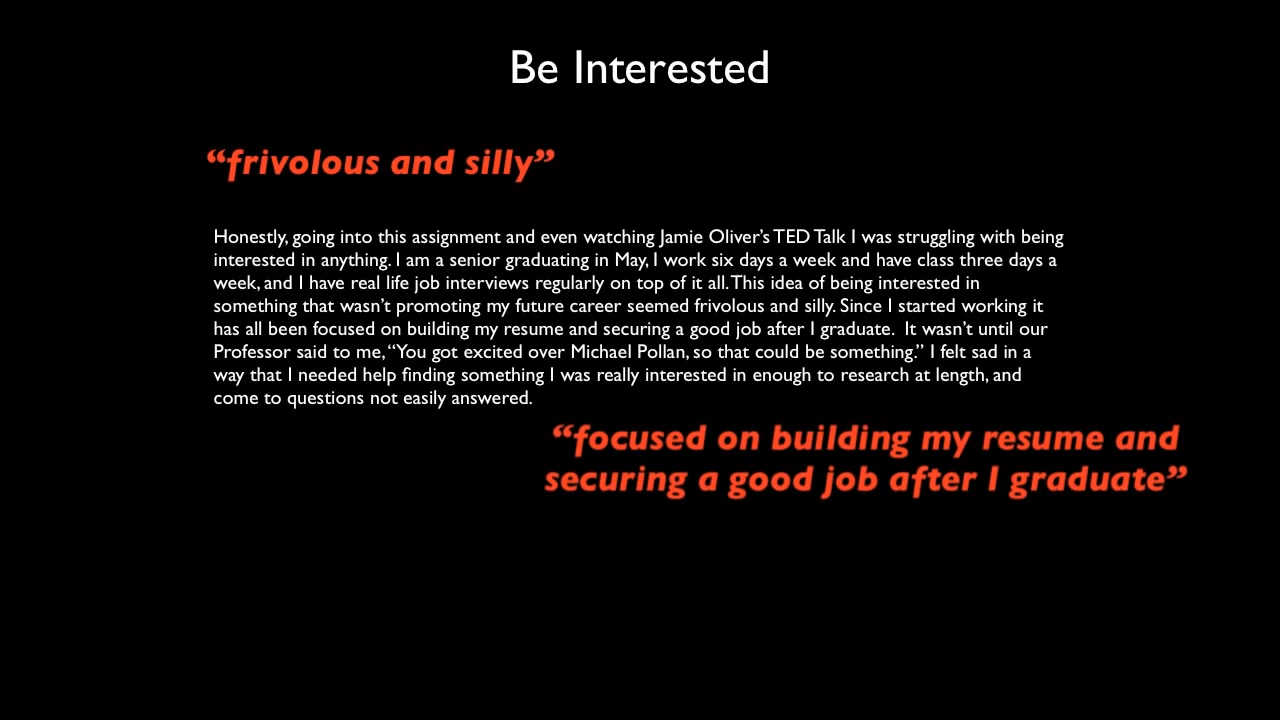 Be Interested
“frivolous and silly”
Honestly, going into this assignment and even watching Jamie Oliver’s TED Talk I was struggling with being
interested in anything. I am a senior graduating in May, I work six days a week and have class three days a
week, and I have real life job interviews regularly on top of it all. This idea of being interested in
something that wasn’t promoting my future career seemed frivolous and silly. Since I started working it
has all been focused on building my resume and securing a good job after I graduate.  It wasn’t until our
Professor said to me, “You got excited over Michael Pollan, so that could be something.” I felt sad in a
way that I needed help finding something I was really interested in enough to research at length, and
come to questions not easily answered.
“focused on building my resume and
securing a good job after I graduate”